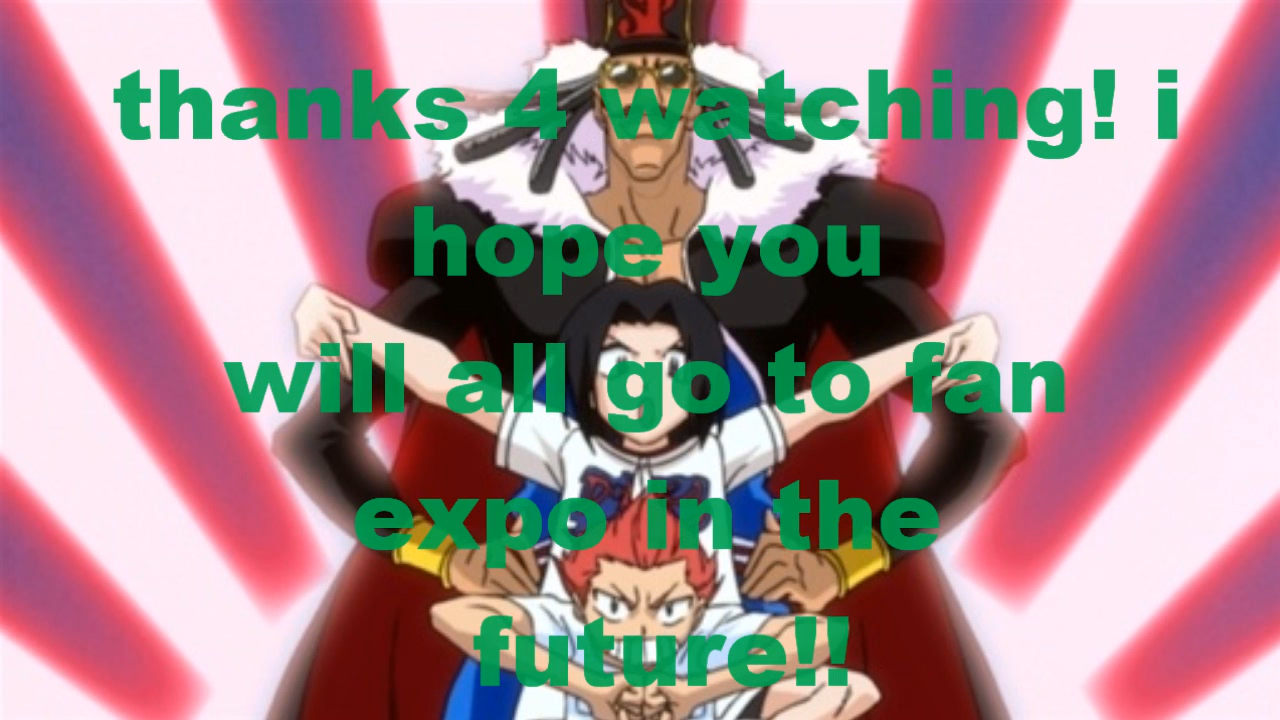 thanks 4 watching! i
hope you
will all go to fan
expo in the
future!!